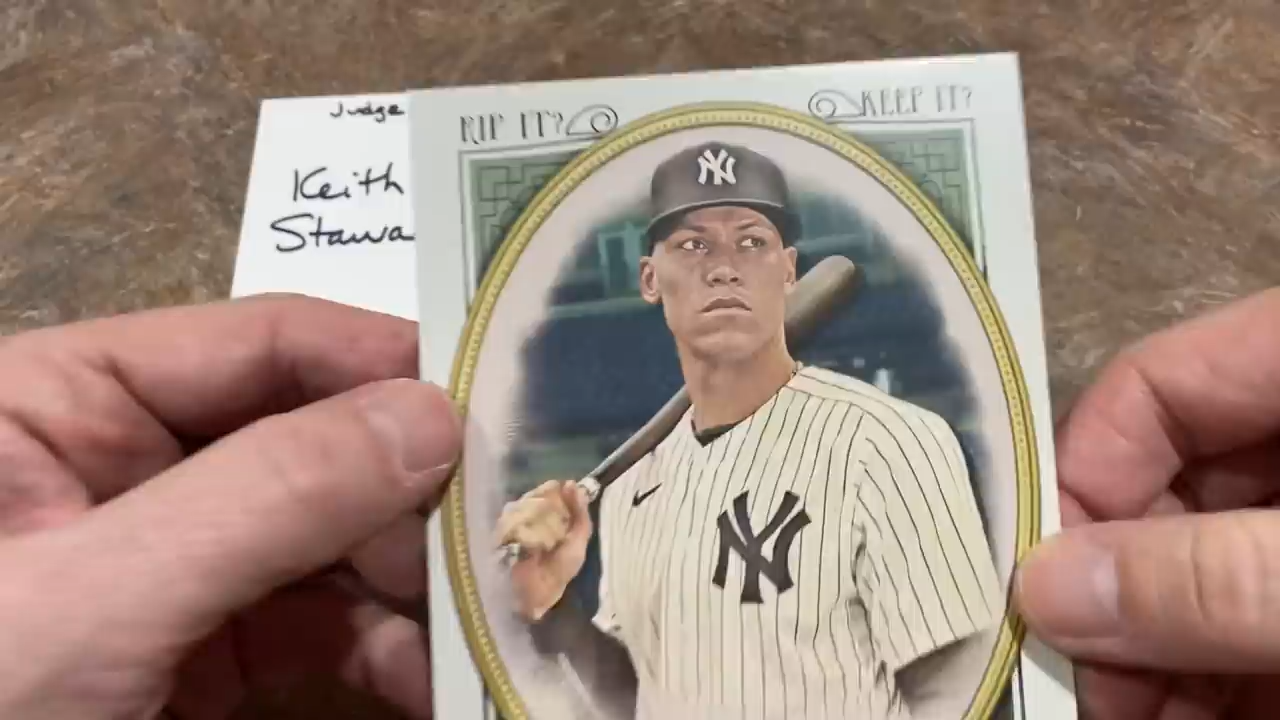 Judge
Keith
Stawa
RIP IT?
KEEP IT?
NY
NY